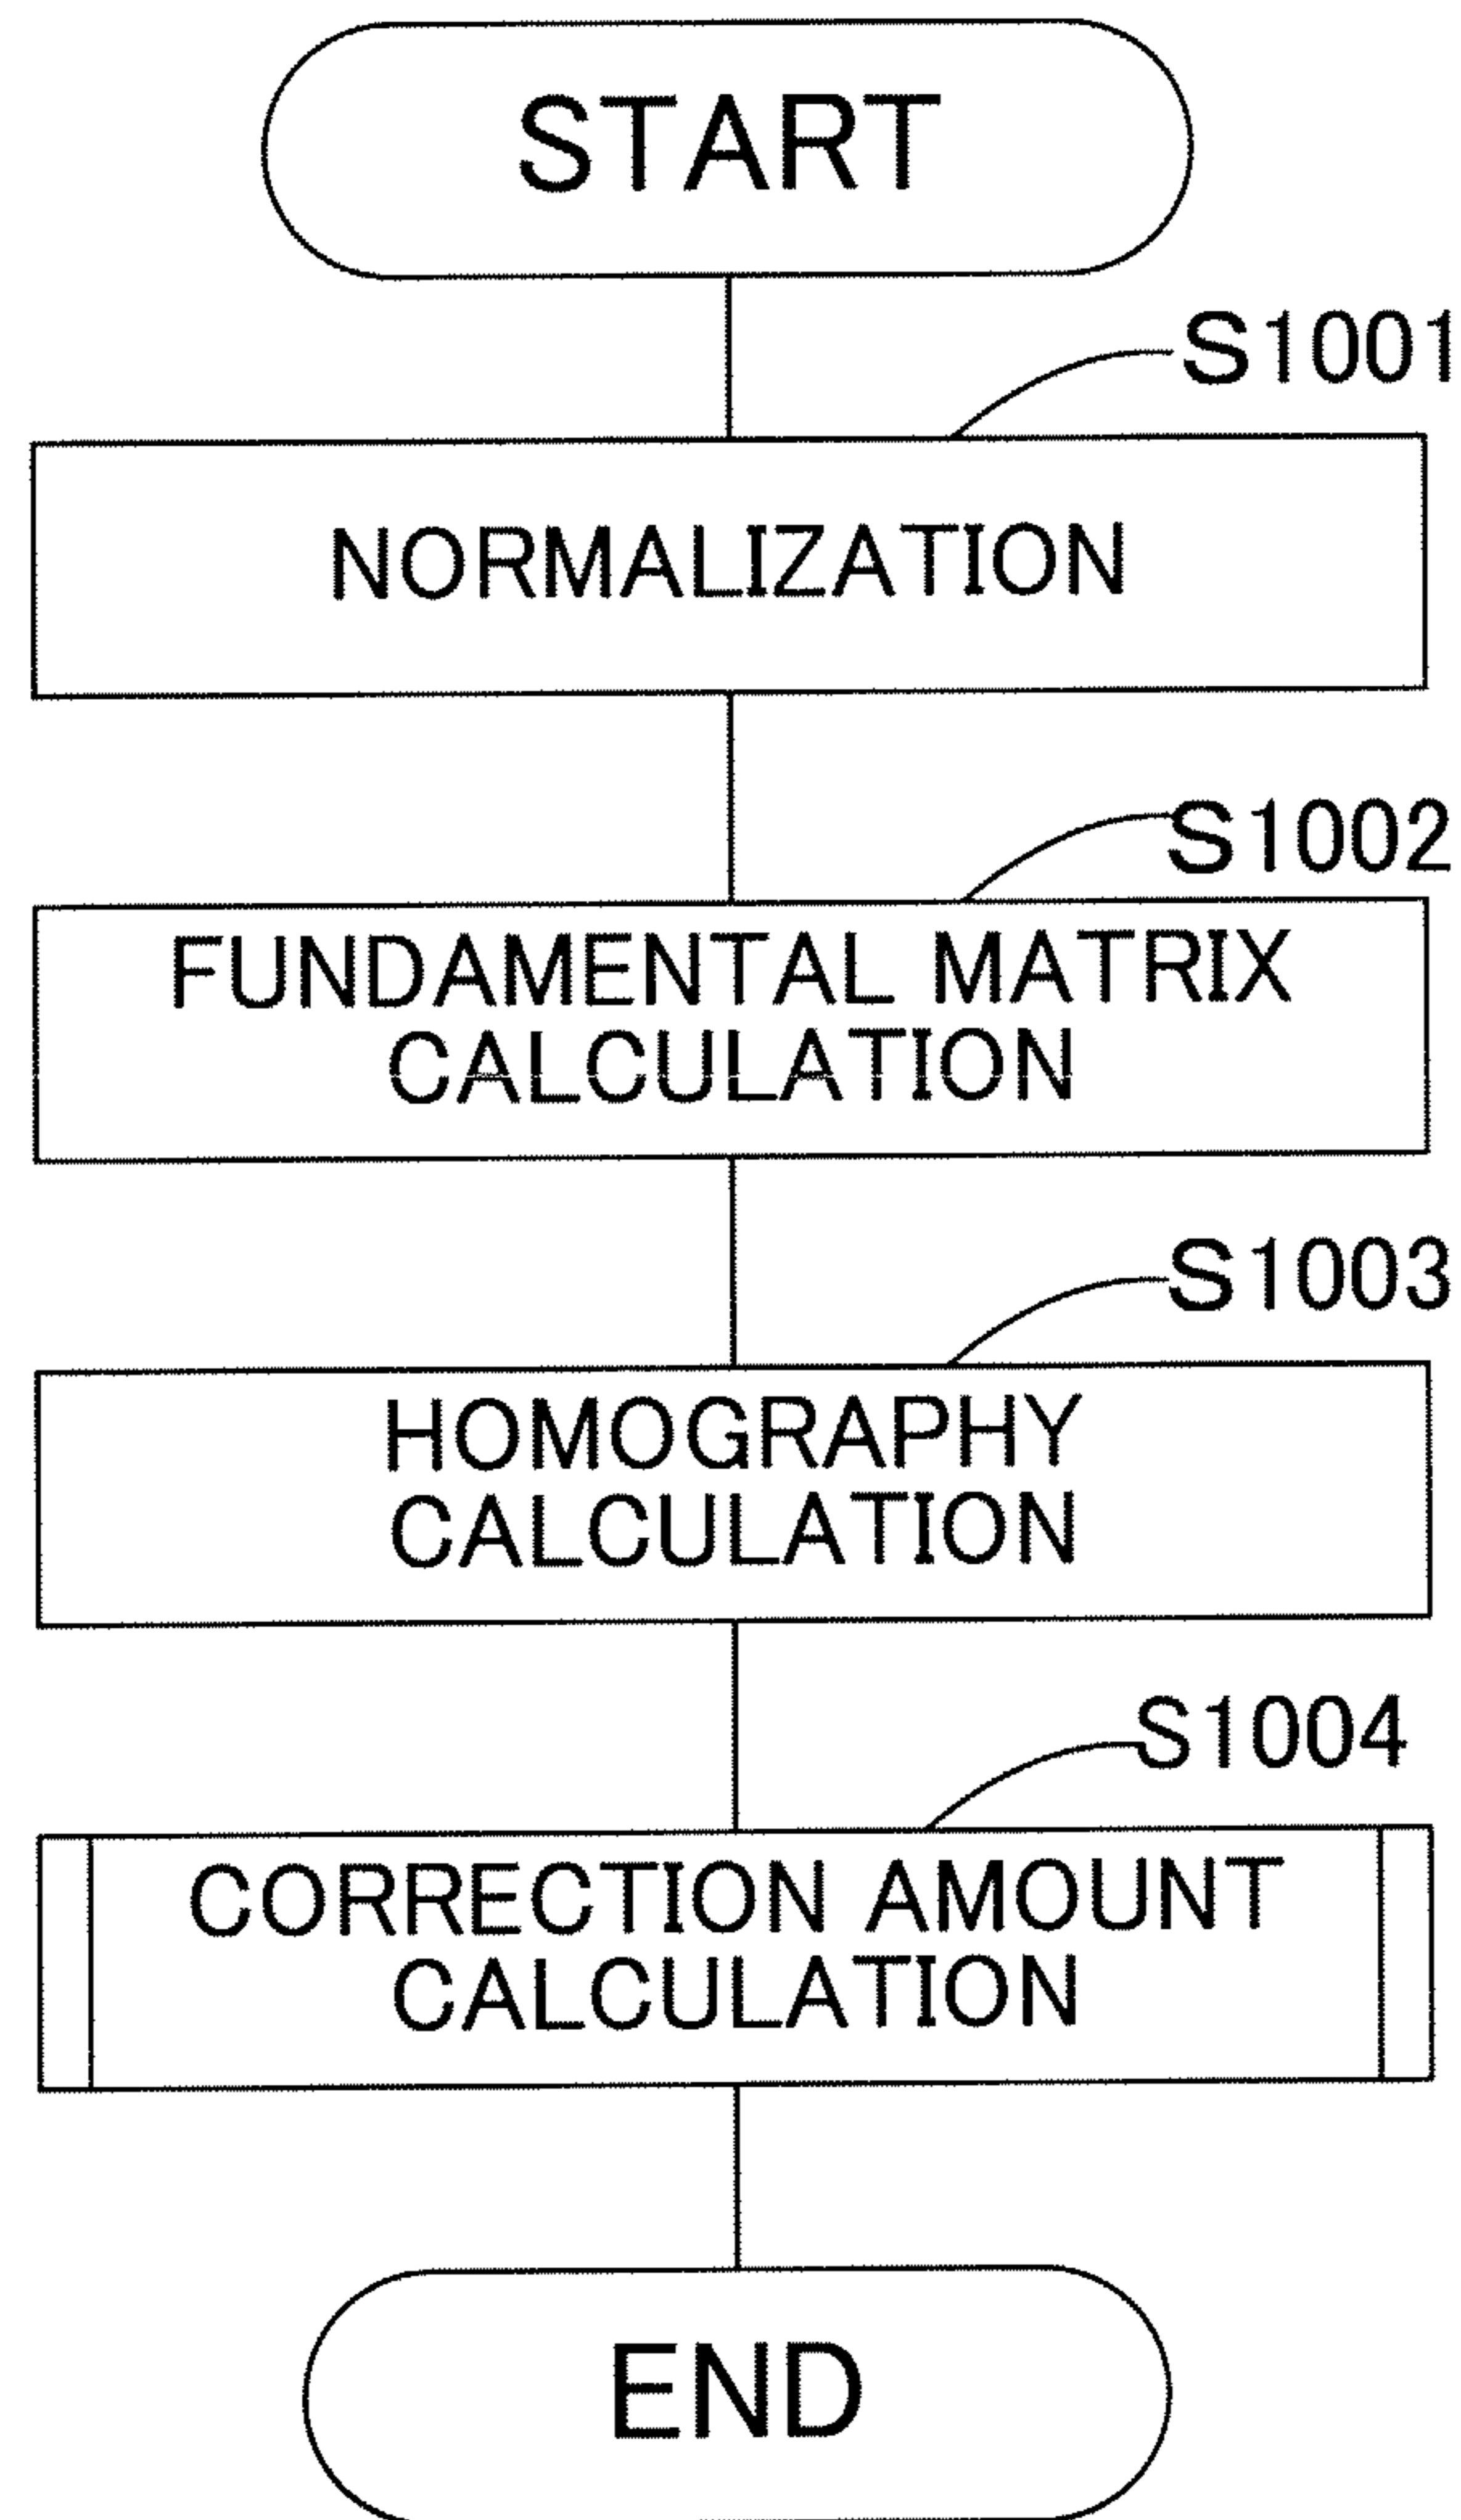 START
S1001
NORMALIZATION
S1002
FUNDAMENTAL MATRIX
CALCULATION
S1003
HOMOGRAPHY
CALCULATION
S1004
CORRECTION AMOUNT
CALCULATION
END